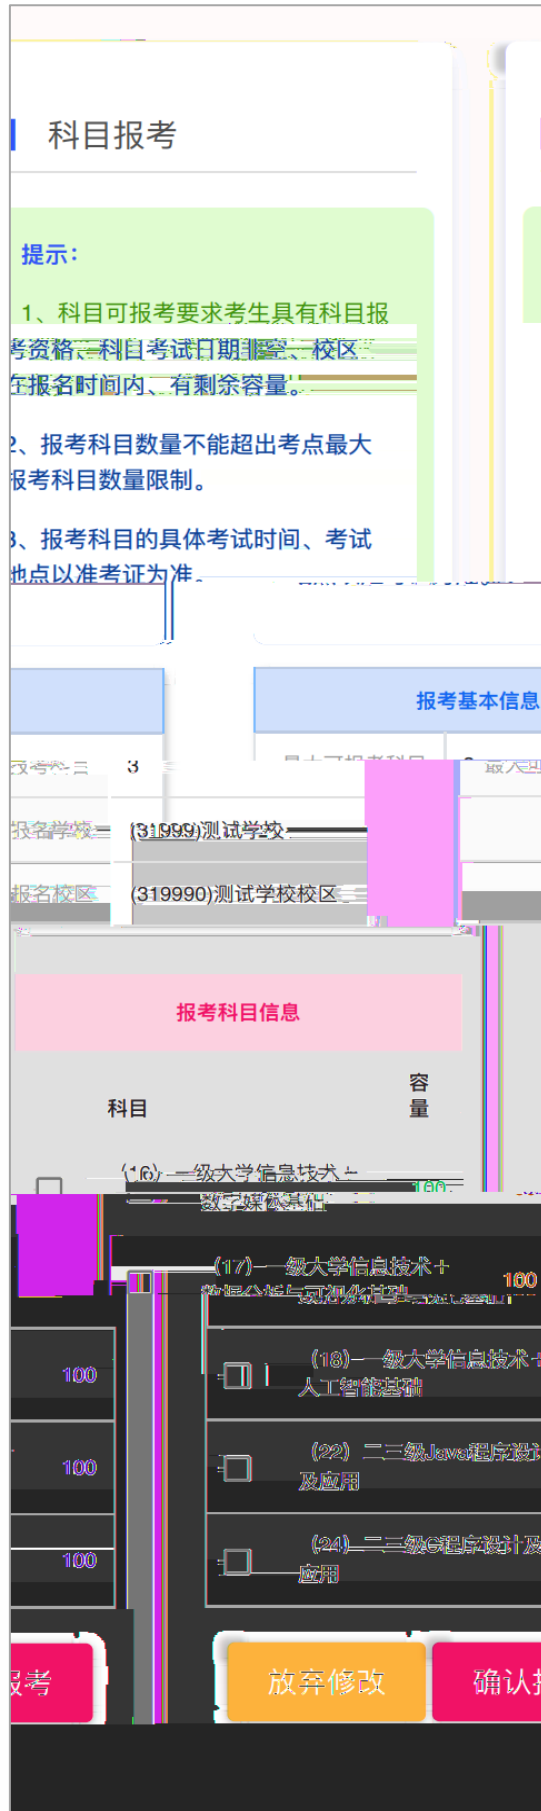 科目报考
提示：
1、科目可报考要求考生具有科目报
考资格、科目考试日期非空、校区
在报名时间内、有剩余容量。
2、报考科目数量不能超出考点最大
报考科目数量限制。
3、报考科目的具体考试时间、考试
地点以准考证为准。
报考基本信息
3
报名学校 (31999)测试学校
报名校区 (319990)测试学校校区
报考科目信息
科目 容量
(16) 一级大学信息技术+ 100
数字媒体基础
(17) 一级大学信息技术+ 100
数据分析与可视化基础
100 (18) 一级大学信息技术+
人工智能基础
100 (22) 二三级Java程序设计
及应用
100 (24) 二三级C程序设计及
应用
报考 放弃修改 确认